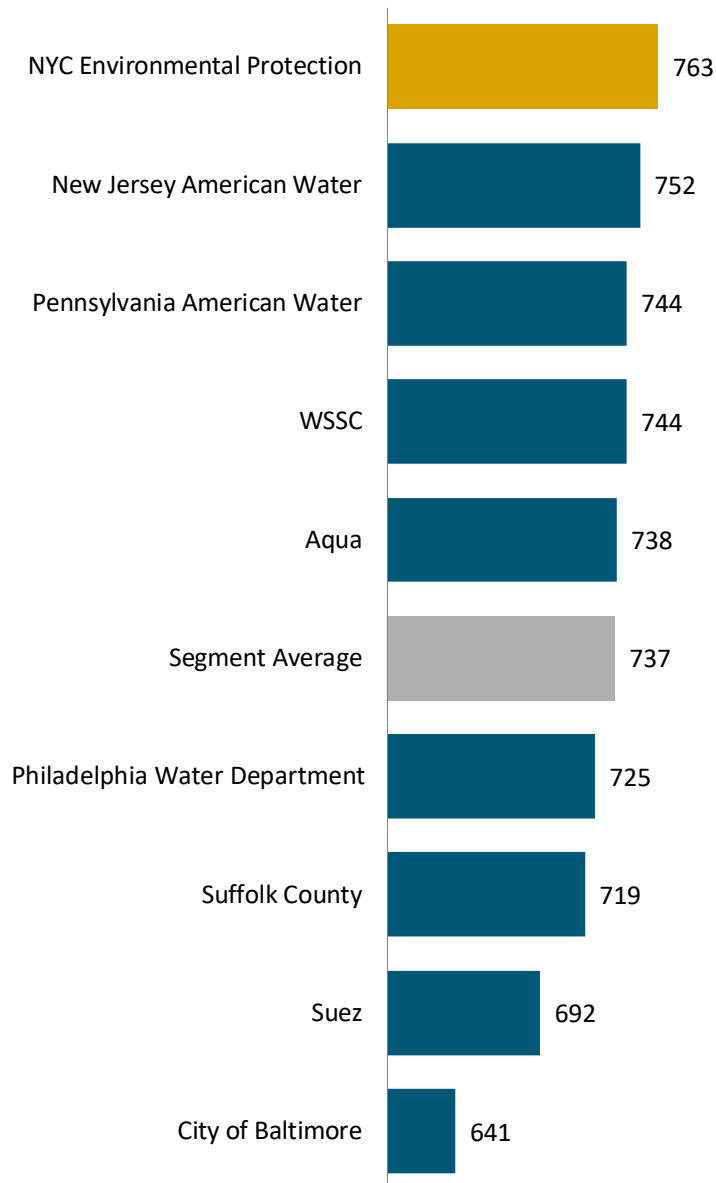 NYC Environmental Protection 763
New Jersey American Water 752
Pennsylvania American Water 744
WSSC 744
Aqua 738
Segment Average 737
Philadelphia Water Department 725
Suffolk County 719
Suez 692
City of Baltimore 641